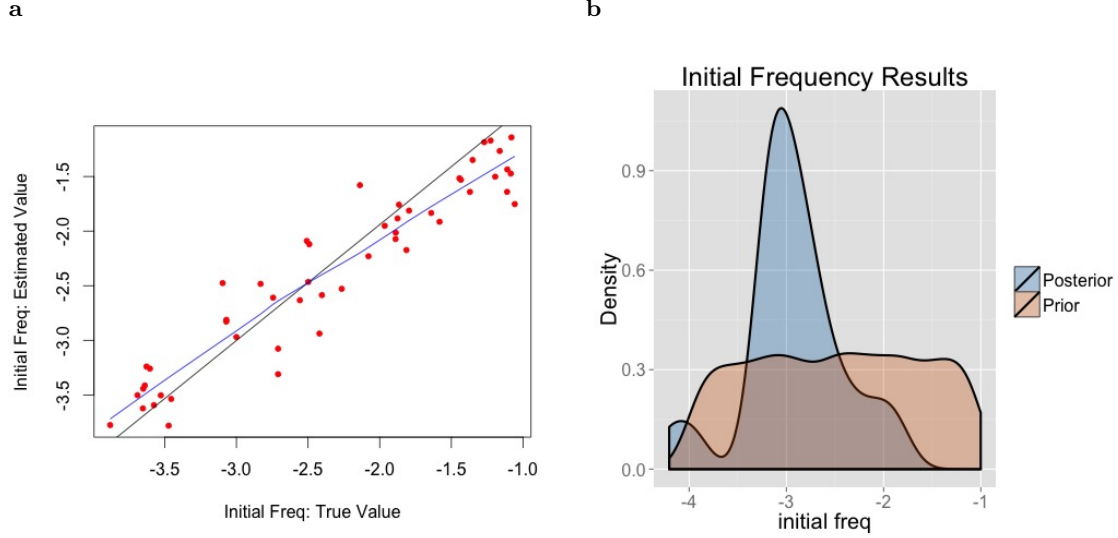 a
b
Initial Freq: Estimated Value
-1.5
-2.0
-2.5
-3.0
-3.5
-3.5 -3.0 -2.5 -2.0 -1.5 -1.0
Initial Freq: True Value
Initial Frequency Results
Density
0.9
0.6
0.3
0.0
-4 -3 -2 -1
initial freq
Posterior
Prior